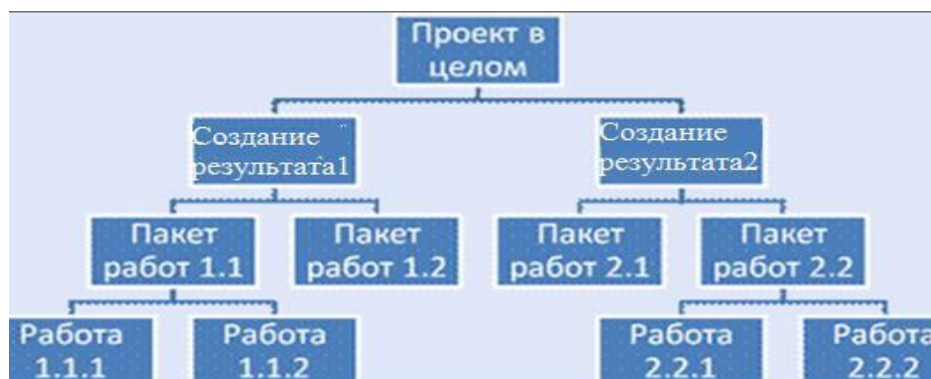 Проект в
целом
Создание
результата1
Создание
результата2
Пакет
работ 1.1
Пакет
работ 1.2
Пакет
работ 2.1
Пакет
работ 2.2
Работа
1.1.1
Работа
1.1.2
Работа
2.2.1
Работа
2.2.2